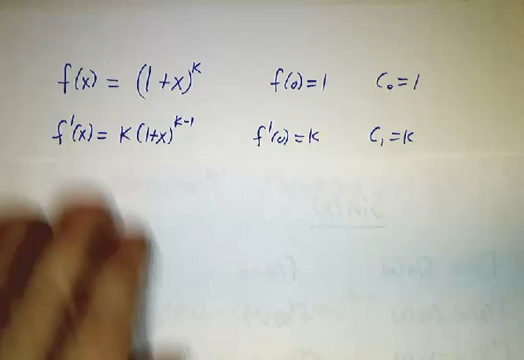 f(x) = (1+x)^k f(0)=1 C₀=1
f'(x) = k(1+x)^(k-1) f'(0)=k C₁=k